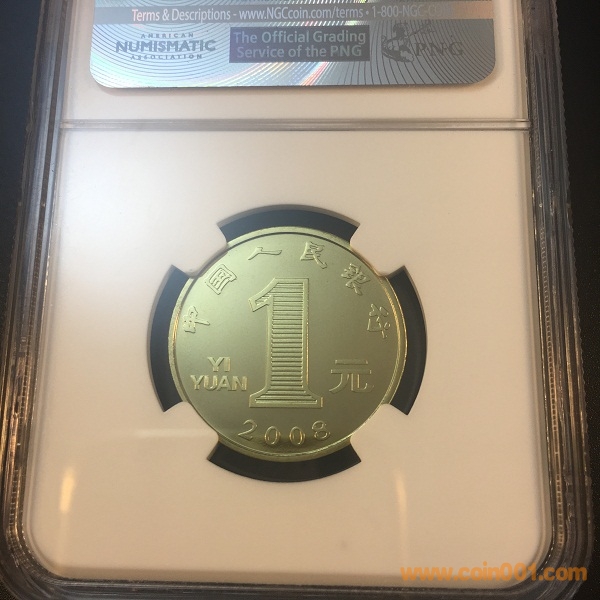 Terms & Descriptions - www.NGCcoin.com/terms • 1-800-NGC-C
AMERICAN
NUMISMATIC
ASSOCIATION
The Official Grading
Service of the PNG
PNG
中国人民银行
1
YI
YUAN
元
2008
www.coin001.com